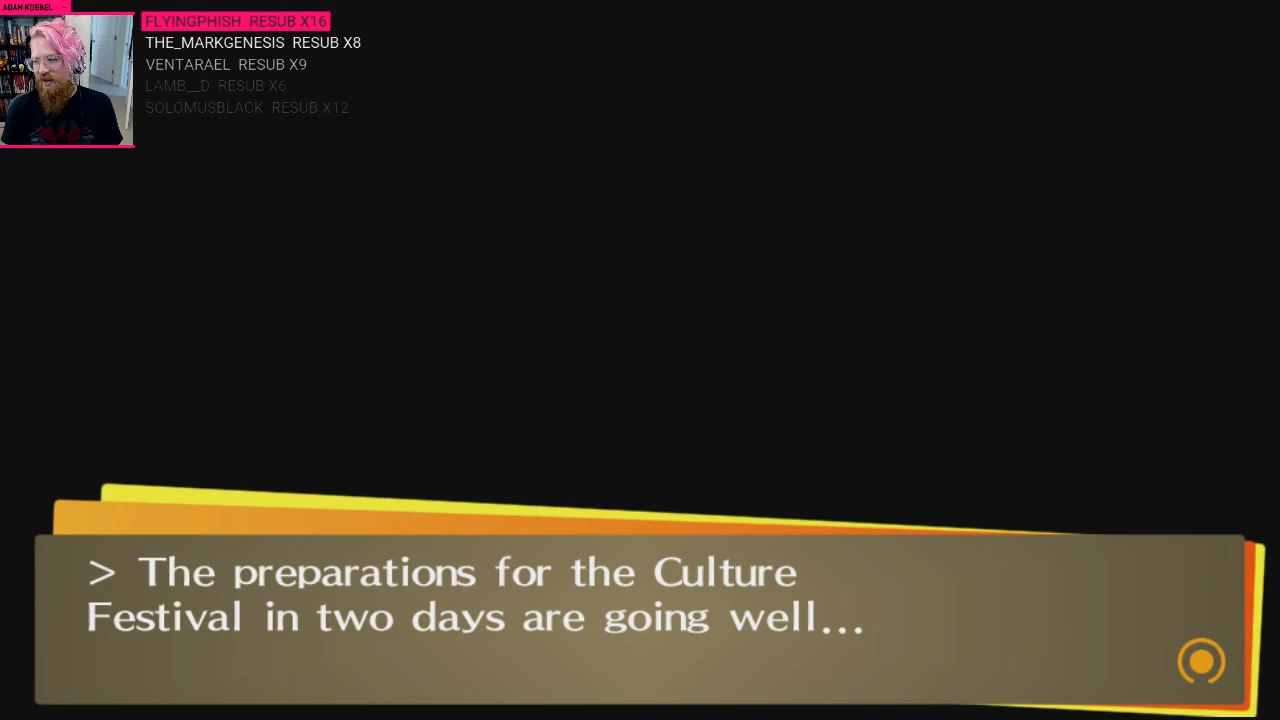 ADAM KOEBEL
FLYINGPHISH RESUB X16
THE_MARKGENESIS RESUB X8
VENTARAEL RESUB X9
LAMB__D RESUB X6
SOLOMUSBLACK RESUB X12
> The preparations for the Culture
Festival in two days are going well...